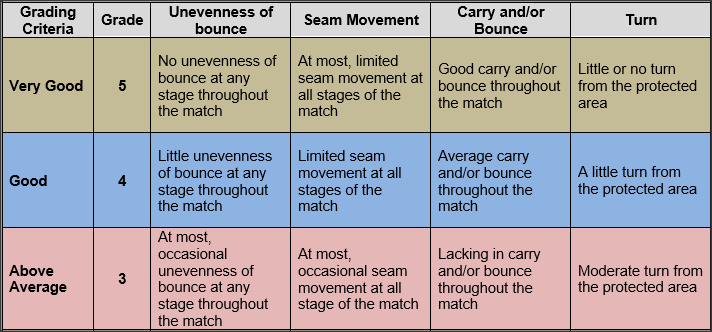 Grading
Criteria
Grade
Unevenness of
bounce
Seam Movement
Carry and/or
Bounce
Turn
Very Good
5
No unevenness of
bounce at any
stage throughout
the match
At most, limited
seam movement at
all stages of the
match
Good carry and/or
bounce throughout
the match
Little or no turn
from the protected
area
Good
4
Little unevenness
of bounce at any
stage throughout
the match
Limited seam
movement at all
stages of the
match
Average carry
and/or bounce
throughout the
match
A little turn from
the protected area
Above
Average
3
At most,
occasional
unevenness of
bounce at any
stage throughout
the match
At most,
occasional seam
movement at all
stage of the match
Lacking in carry
and/or bounce
throughout the
match
Moderate turn from
the protected area